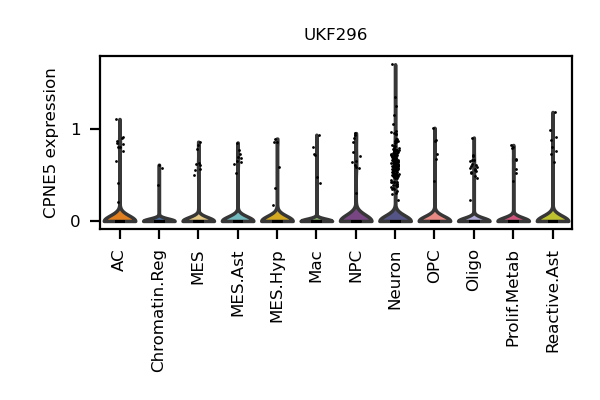 UKF296
CPNE5 expression
1
0
AC
Chromatin.Reg
MES
MES.Ast
MES.Hyp
Mac
NPC
Neuron
OPC
Oligo
Prolif.Metab
Reactive.Ast